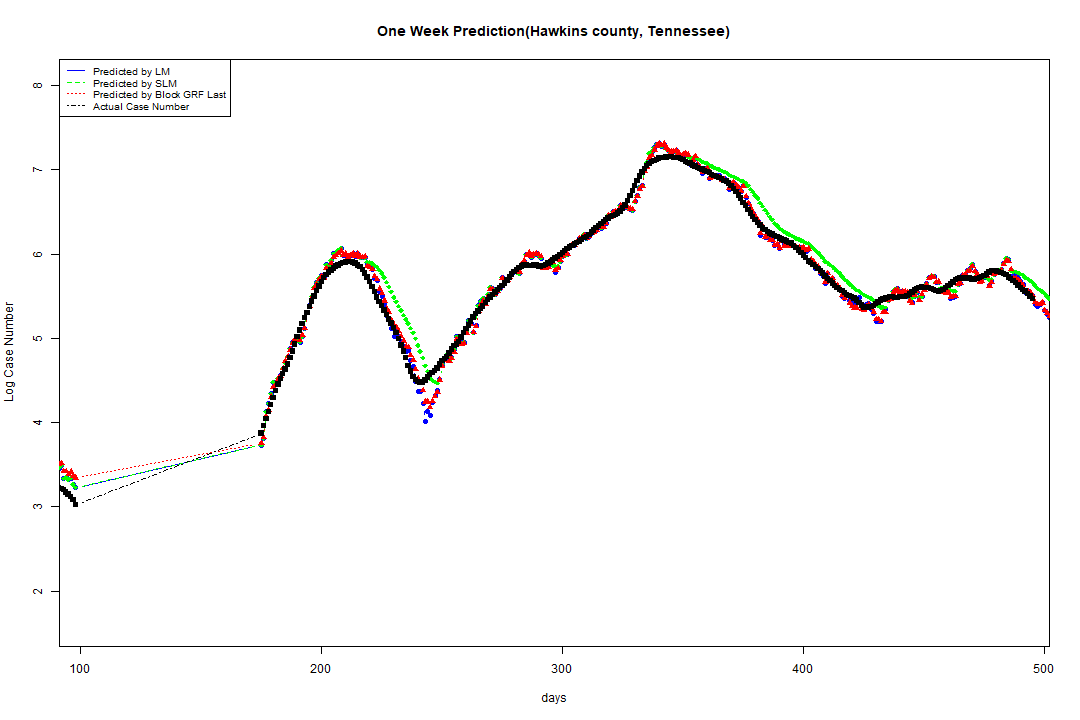 One Week Prediction(Hawkins county, Tennessee)
Predicted by LM
Predicted by SLM
Predicted by Block GRF Last
Actual Case Number
8
7
6
5
4
3
2
Log Case Number
100 200 300 400 500
days